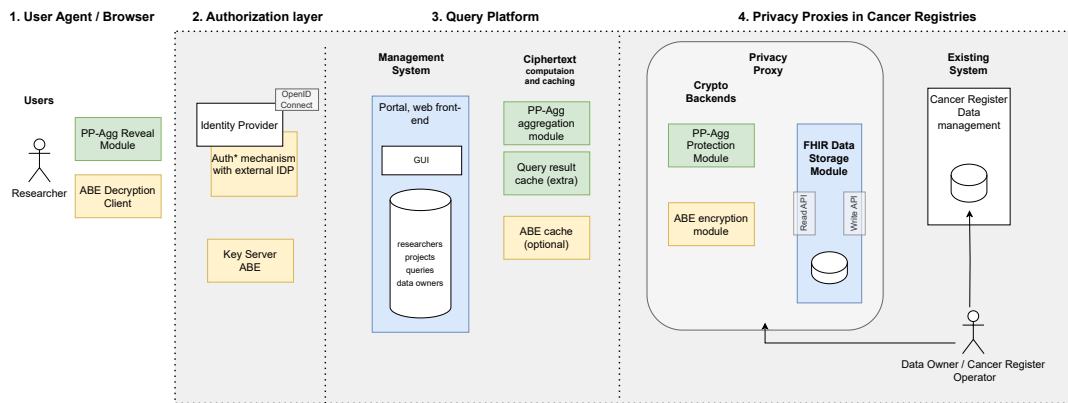 1. User Agent / Browser
2. Authorization layer
3. Query Platform
4. Privacy Proxies in Cancer Registries
Users
PP-Agg Reveal
Module
Researcher
ABE Decryption
Client
OpenID
Connect
Identity Provider
Auth* mechanism
with external IDP
Key Server
ABE
Management
System
Portal, web front-
end
GUI
researchers
projects
queries
data owners
Ciphertext
computaion
and caching
PP-Agg
aggregation
module
Query result
cache (extra)
ABE cache
(optional)
Privacy
Proxy
Crypto
Backends
PP-Agg
Protection
Module
ABE encryption
module
FHIR Data
Storage
Module
Read API
Write API
Existing
System
Cancer Register
Data
management
Data Owner / Cancer Register
Operator